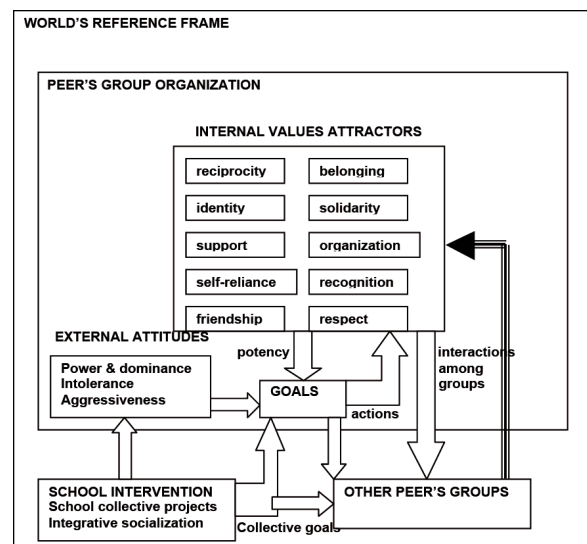 WORLD'S REFERENCE FRAME
PEER'S GROUP ORGANIZATION
INTERNAL VALUES ATTRACTORS
reciprocity
belonging
identity
solidarity
support
organization
self-reliance
recognition
friendship
respect
EXTERNAL ATTITUDES
Power & dominance
Intolerance
Aggressiveness
potency
GOALS
actions
interactions
among
groups
SCHOOL INTERVENTION
School collective projects
Integrative socialization
Collective goals
OTHER PEER'S GROUPS